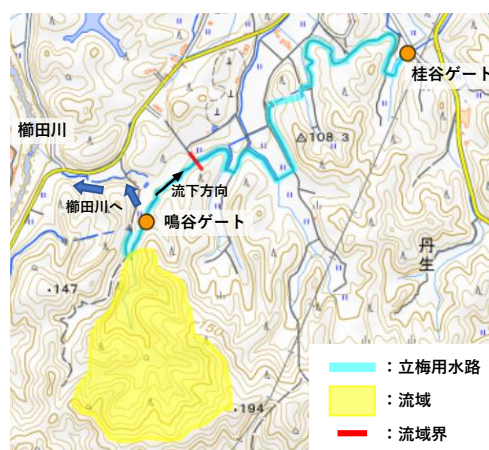 桂谷ゲート
櫛田川
△108.3
流下方向
櫛田川へ
鳴谷ゲート
丹生
・147
150
・194
：立梅用水路
：流域
：流域界